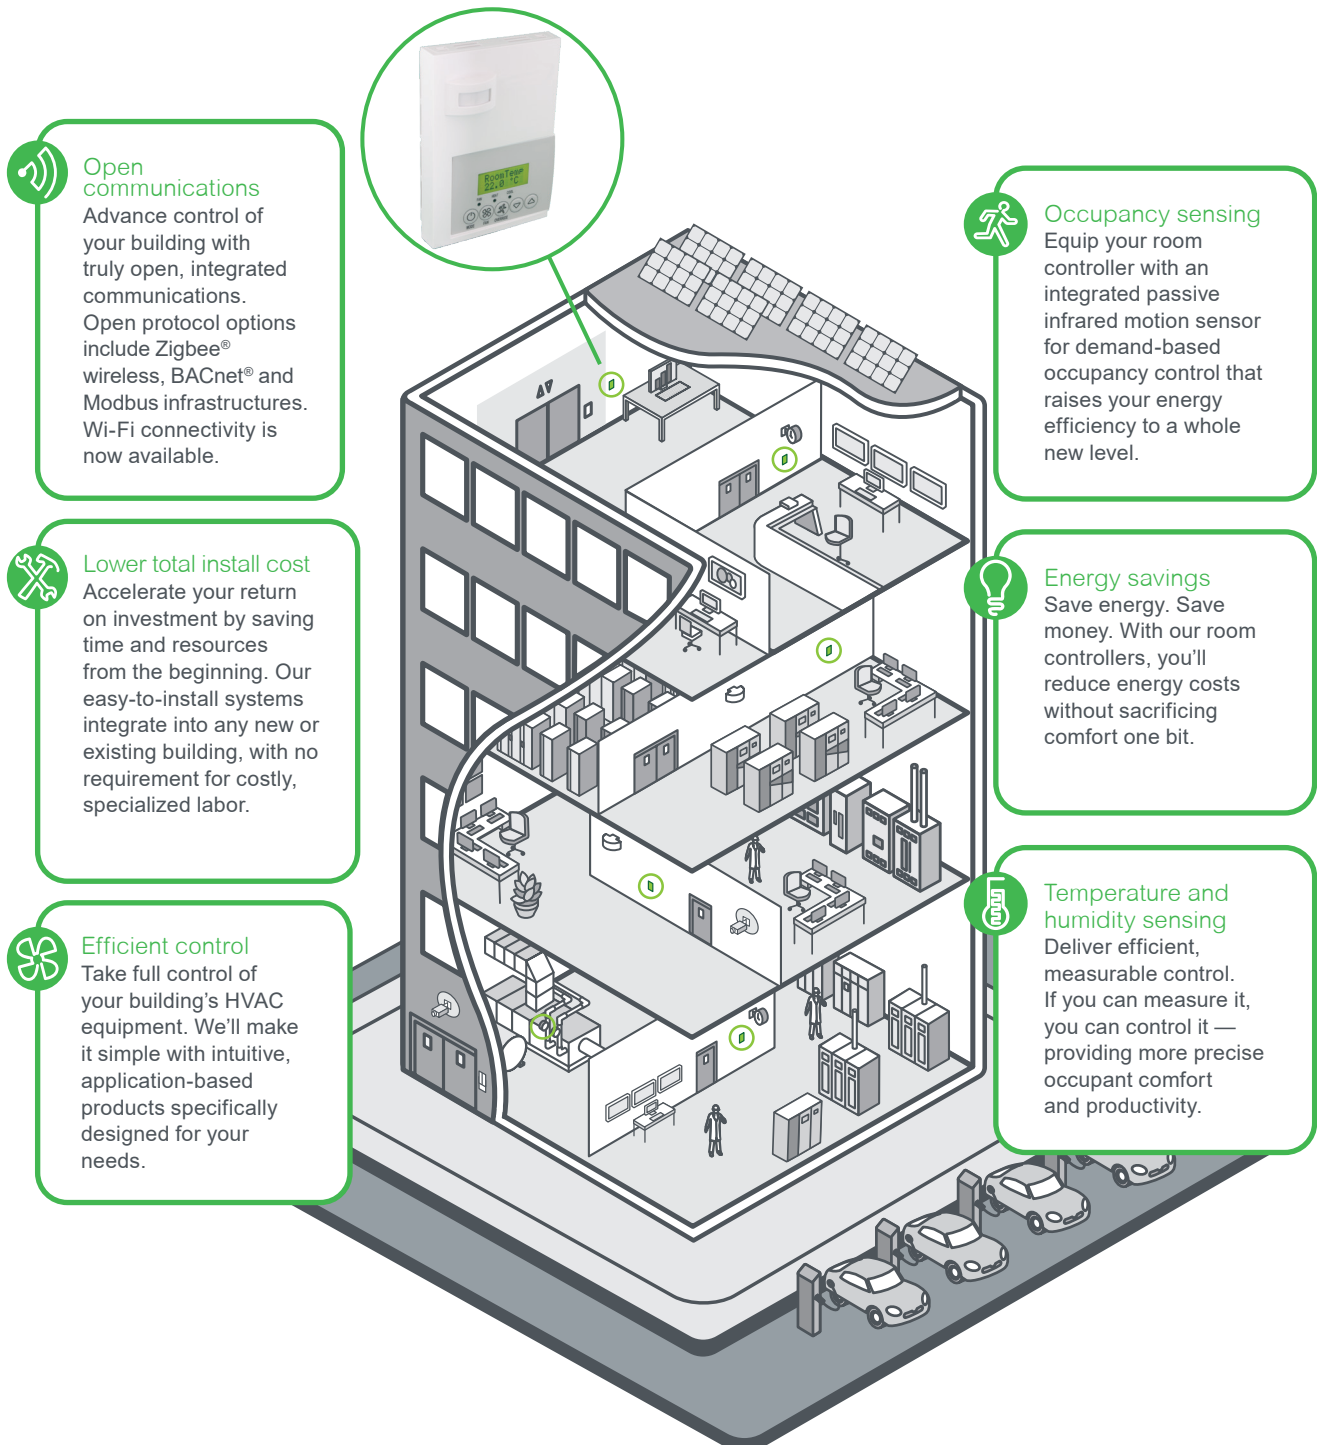 RoomTemp
22.0 °C
Open
communications
Advance control of
your building with
truly open, integrated
communications.
Open protocol options
include Zigbee®
wireless, BACnet® and
Modbus infrastructures.
Wi-Fi connectivity is
now available.
Lower total install cost
Accelerate your return
on investment by saving
time and resources
from the beginning. Our
easy-to-install systems
integrate into any new or
existing building, with no
requirement for costly,
specialized labor.
Efficient control
Take full control of
your building’s HVAC
equipment. We’ll make
it simple with intuitive,
application-based
products specifically
designed for your
needs.
Occupancy sensing
Equip your room
controller with an
integrated passive
infrared motion sensor
for demand-based
occupancy control that
raises your energy
efficiency to a whole
new level.
Energy savings
Save energy. Save
money. With our room
controllers, you’ll
reduce energy costs
without sacrificing
comfort one bit.
Temperature and
humidity sensing
Deliver efficient,
measurable control.
If you can measure it,
you can control it —
providing more precise
occupant comfort
and productivity.